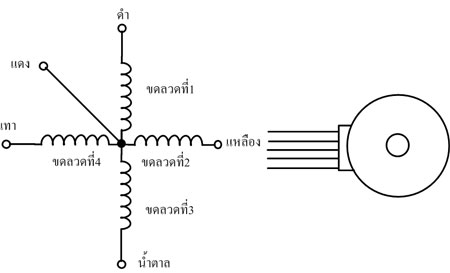 ดำ
แดง
ขดลวดที่1
เทา
แหลือง
ขดลวดที่4
ขดลวดที่2
ขดลวดที่3
น้ำตาล